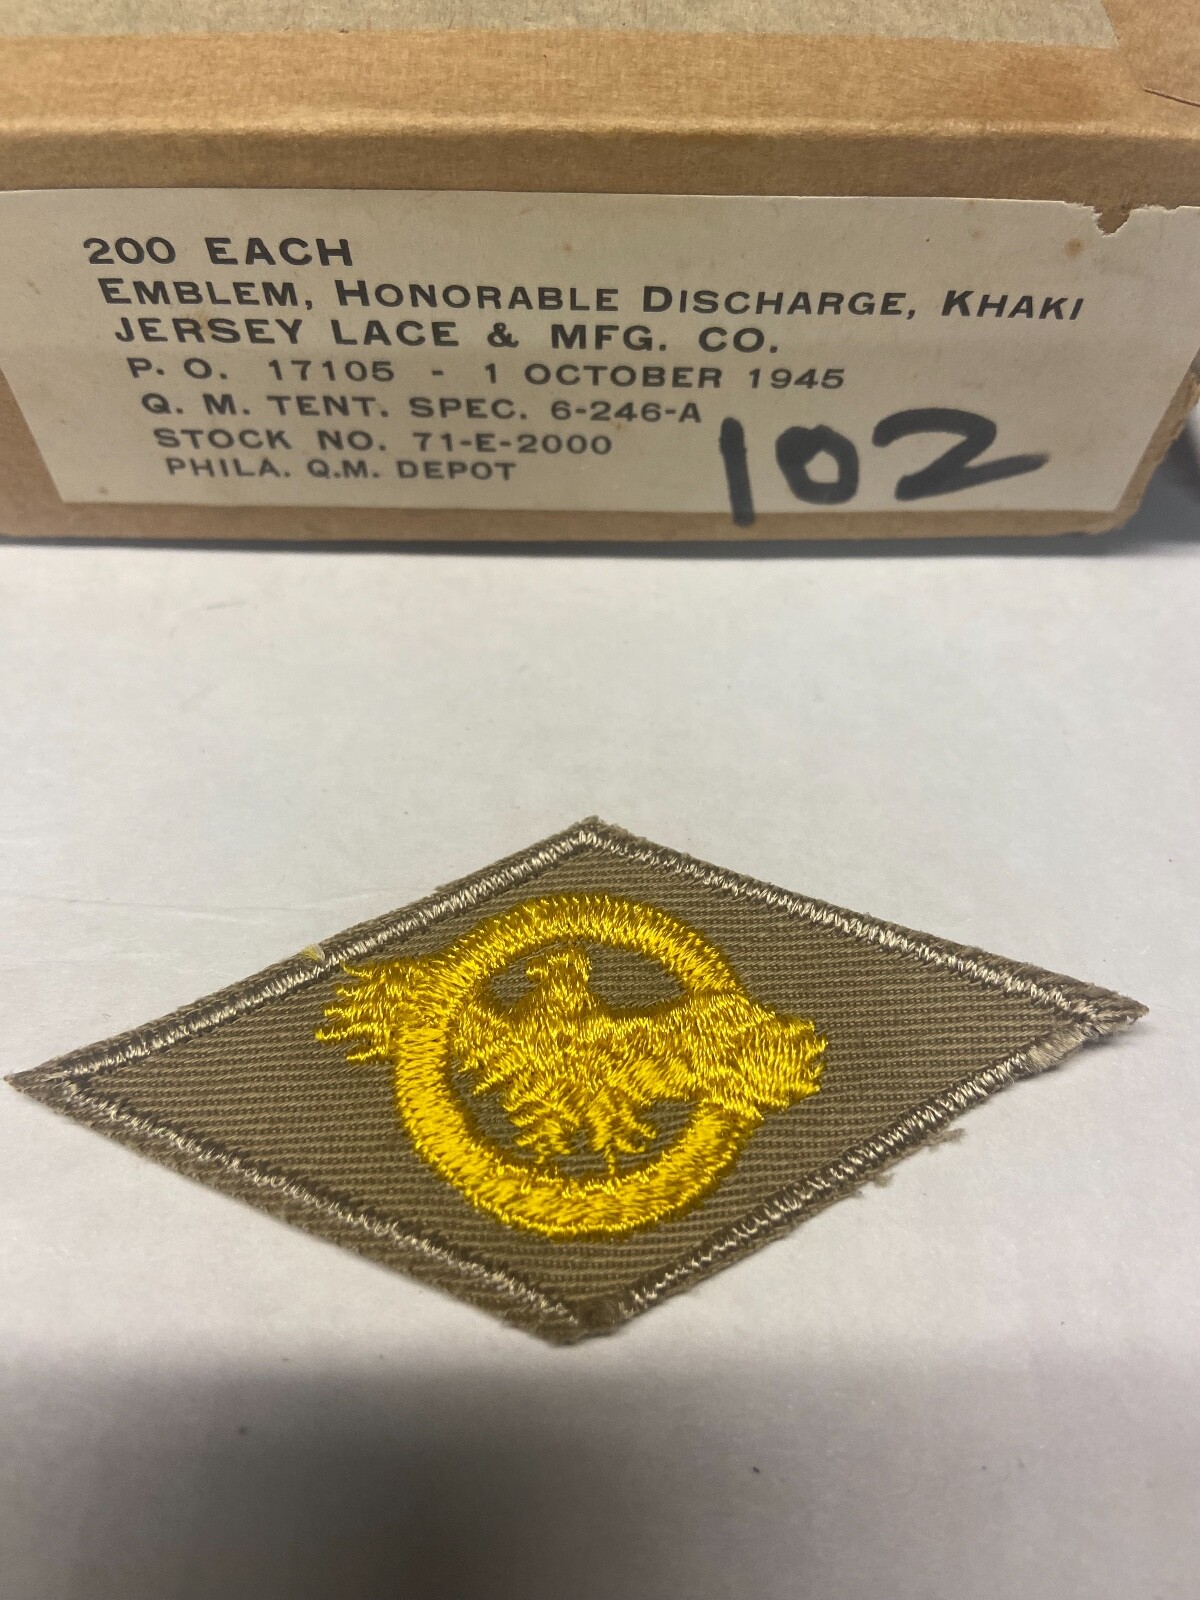 200 EACH
EMBLEM, HONORABLE DISCHARGE, KHAKI
JERSEY LACE & MFG. CO.
P. O. 17105 - 1 OCTOBER 1945
Q. M. TENT. SPEC. 6-246-A
STOCK NO. 71-E-2000
PHILA. Q.M. DEPOT
102